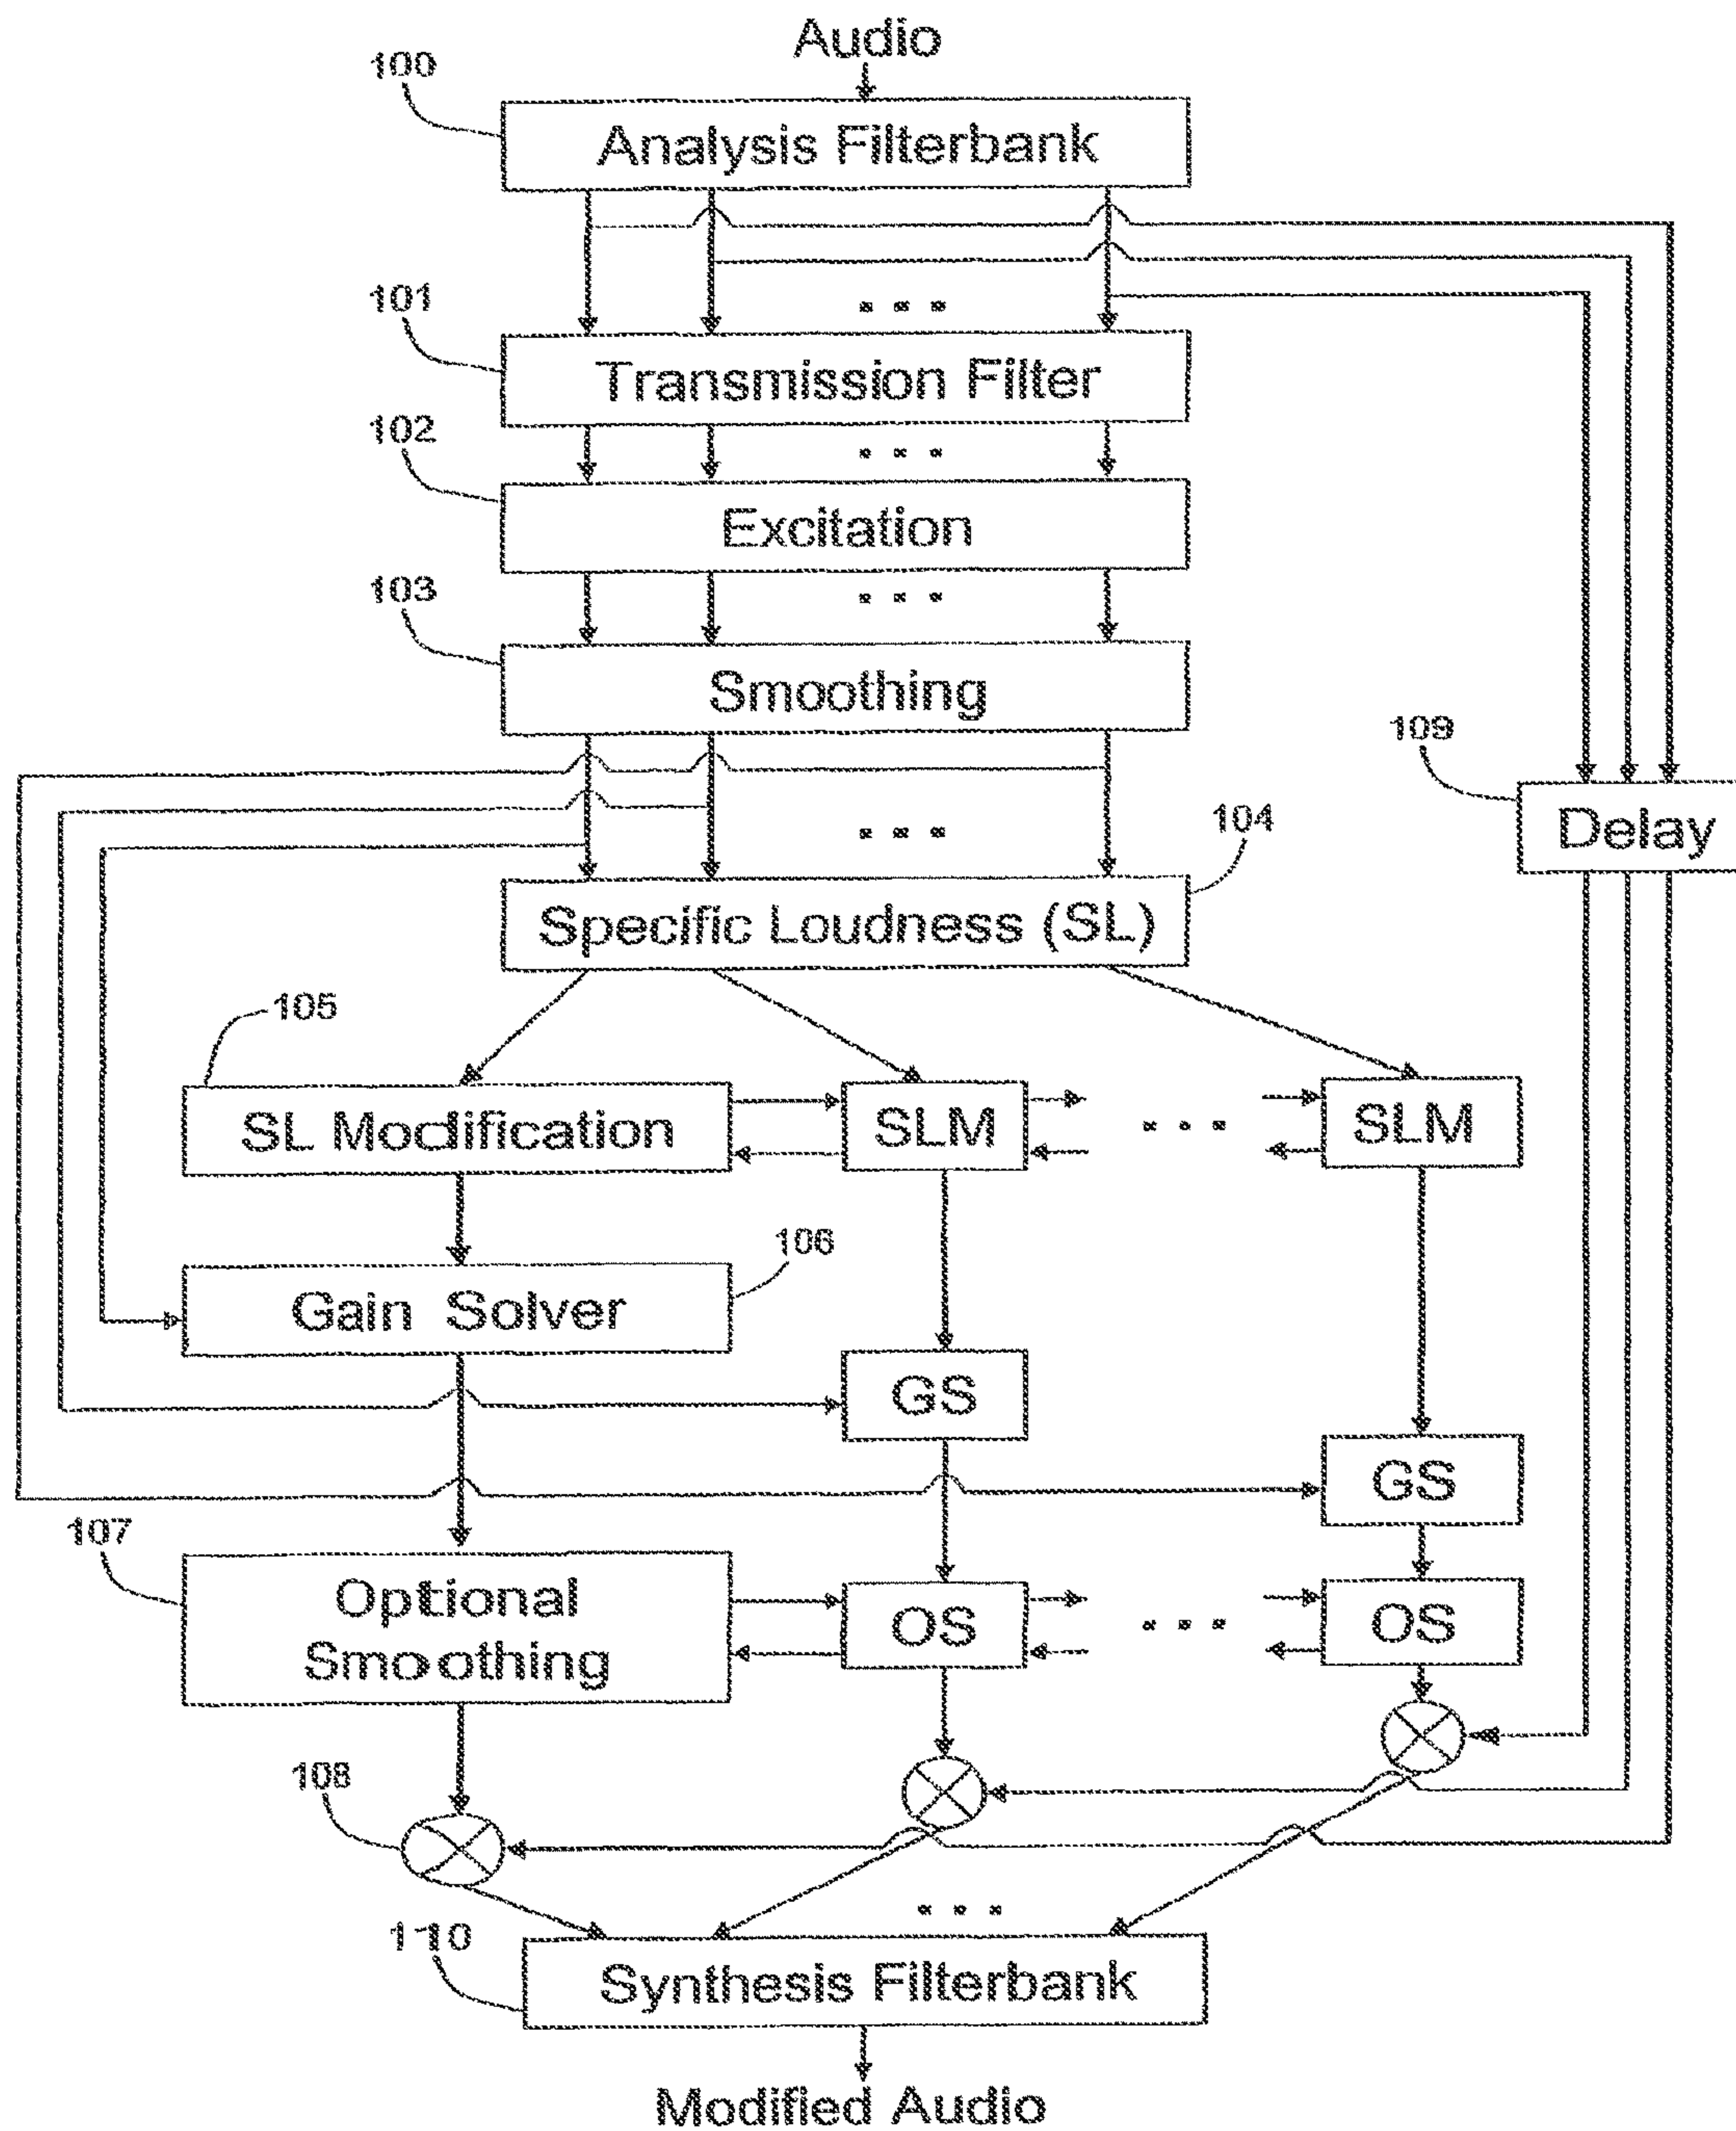 Audio
100
Analysis Filterbank
101
. . .
Transmission Filter
102
. . .
Excitation
103
. . .
Smoothing
109
Delay
. . .
104
Specific Loudness (SL)
105
SL Modification
SLM
. . .
SLM
106
Gain Solver
GS
GS
107
Optional
Smoothing
OS
. . .
OS
108
. . .
110
Synthesis Filterbank
Modified Audio